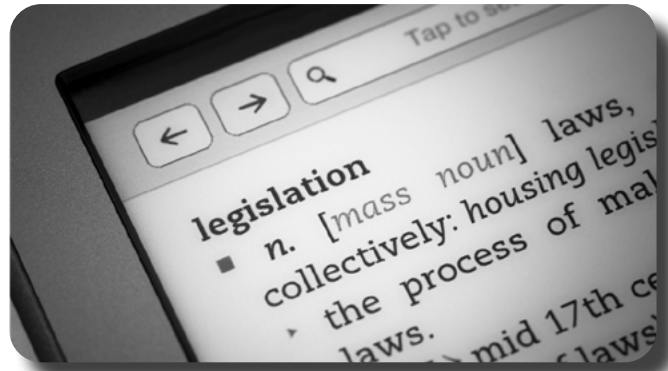 Tap to
legislation
n. [mass noun] laws,
collectively: housing
the process of
laws.
mid 17th